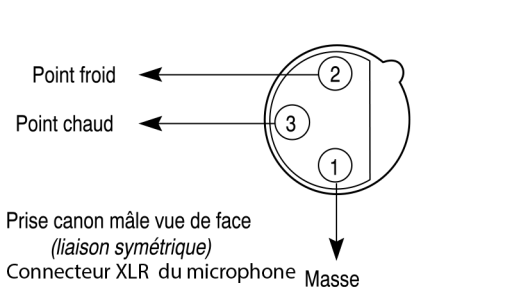 Point froid
2
Point chaud
3
1
Prise canon mâle vue de face
(liaison symétrique)
Connecteur XLR du microphone
Masse